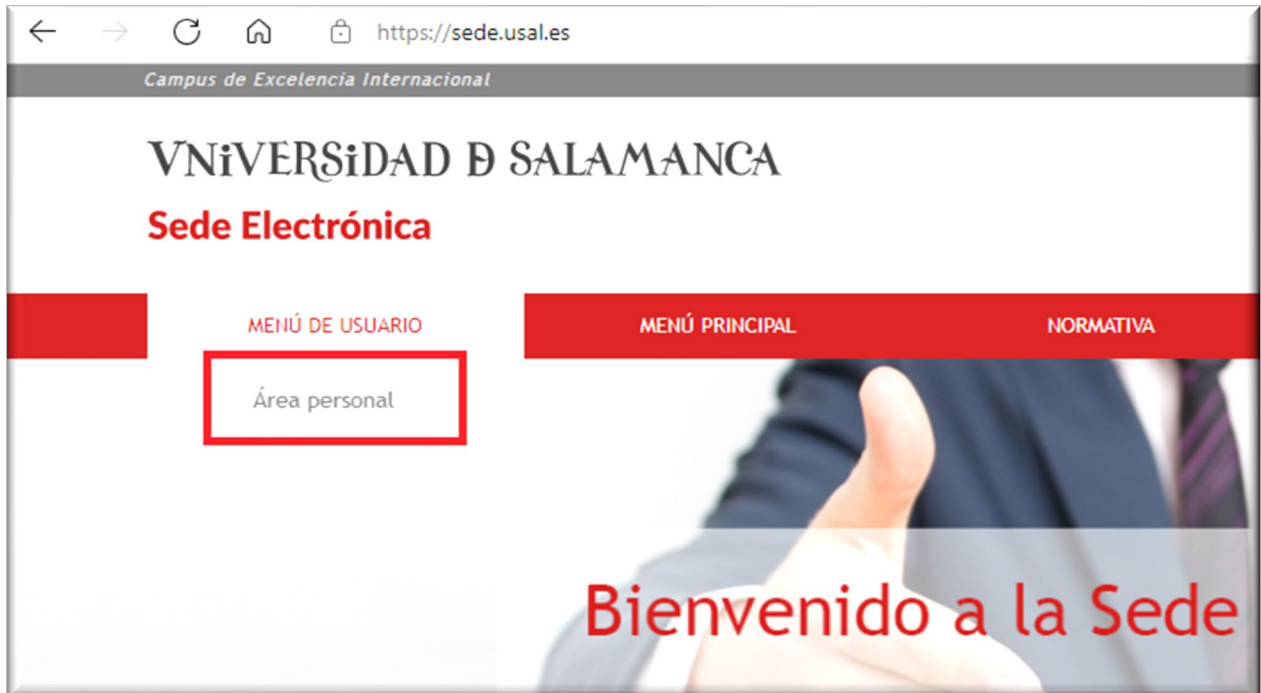 https://sede.usal.es
Campus de Excelencia Internacional
VNiVERSiDAD Ð SALAMANCA
Sede Electrónica
MENÚ DE USUARIO MENÚ PRINCIPAL NORMATIVA
Área personal
Bienvenido a la Sede